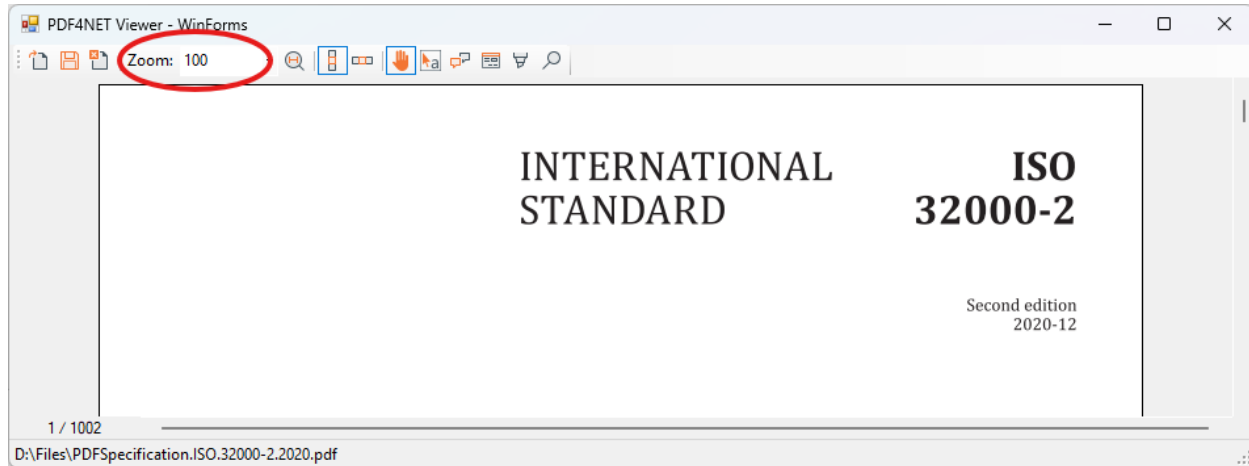 PDF4NET Viewer - WinForms
Zoom: 100
a
INTERNATIONAL
STANDARD
ISO
32000-2
Second edition
2020-12
1 / 1002
D:\Files\PDFSpecification.ISO.32000-2.2020.pdf